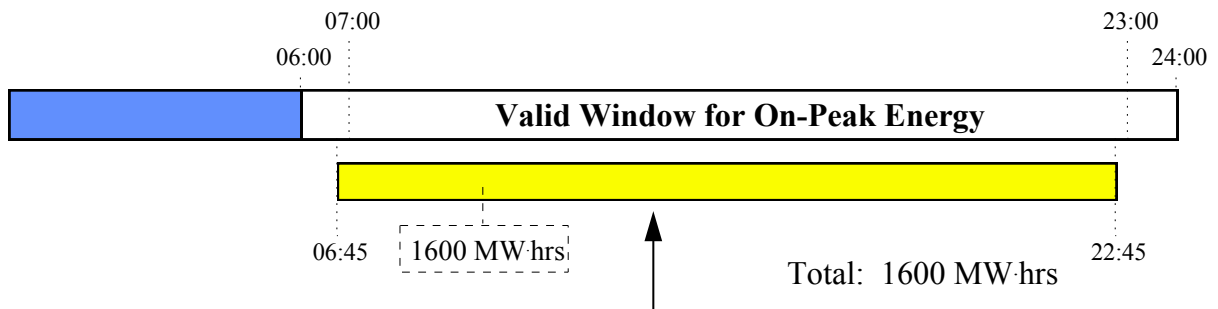 07:00
23:00
06:00
24:00
Valid Window for On-Peak Energy
06:45
1600 MW·hrs
22:45
Total:  1600 MW·hrs